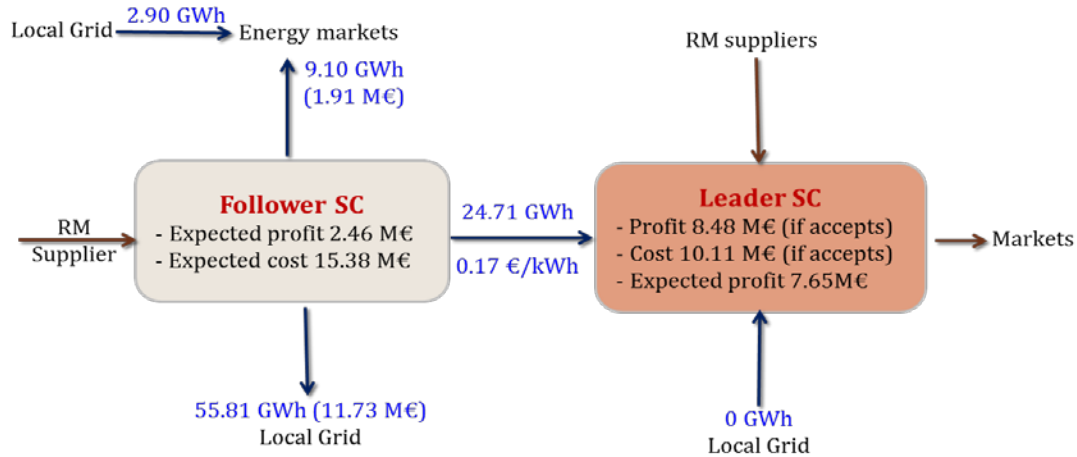 Local Grid
2.90 GWh
Energy markets
9.10 GWh
(1.91 M€)
RM suppliers
RM
Supplier
Follower SC
- Expected profit 2.46 M€
- Expected cost 15.38 M€
24.71 GWh
0.17 €/kWh
Leader SC
- Profit 8.48 M€ (if accepts)
- Cost 10.11 M€ (if accepts)
- Expected profit 7.65M€
Markets
55.81 GWh (11.73 M€)
Local Grid
0 GWh
Local Grid